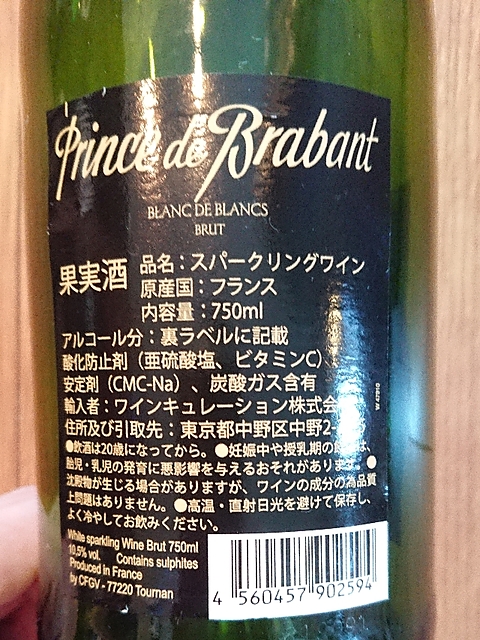 Prince de Brabant
BLANC DE BLANCS
BRUT
果実酒
品名：スパークリングワイン
原産国：フランス
内容量：750ml
アルコール分：裏ラベルに記載
酸化防止剤（亜硫酸塩、ビタミンC）
安定剤（CMC-Na）、炭酸ガス含有
輸入者：ワインキュレーション株式会
住所及び引取先：東京都中野区中野2-
●飲酒は20歳になってから。●妊娠中や授乳期の飲酒は、
胎児・乳児の発育に悪影響を与えるおそれがあります。●
沈殿物が生じる場合がありますが、ワインの成分の為品質
上問題はありません。●高温・直射日光を避けて保存し、
よく冷やしてお飲みください。
White sparkling Wine Brut 750ml
10,5% vol. Contains sulphites
Produced in France
by CFGV - 77220 Tournan
4 560457 902594